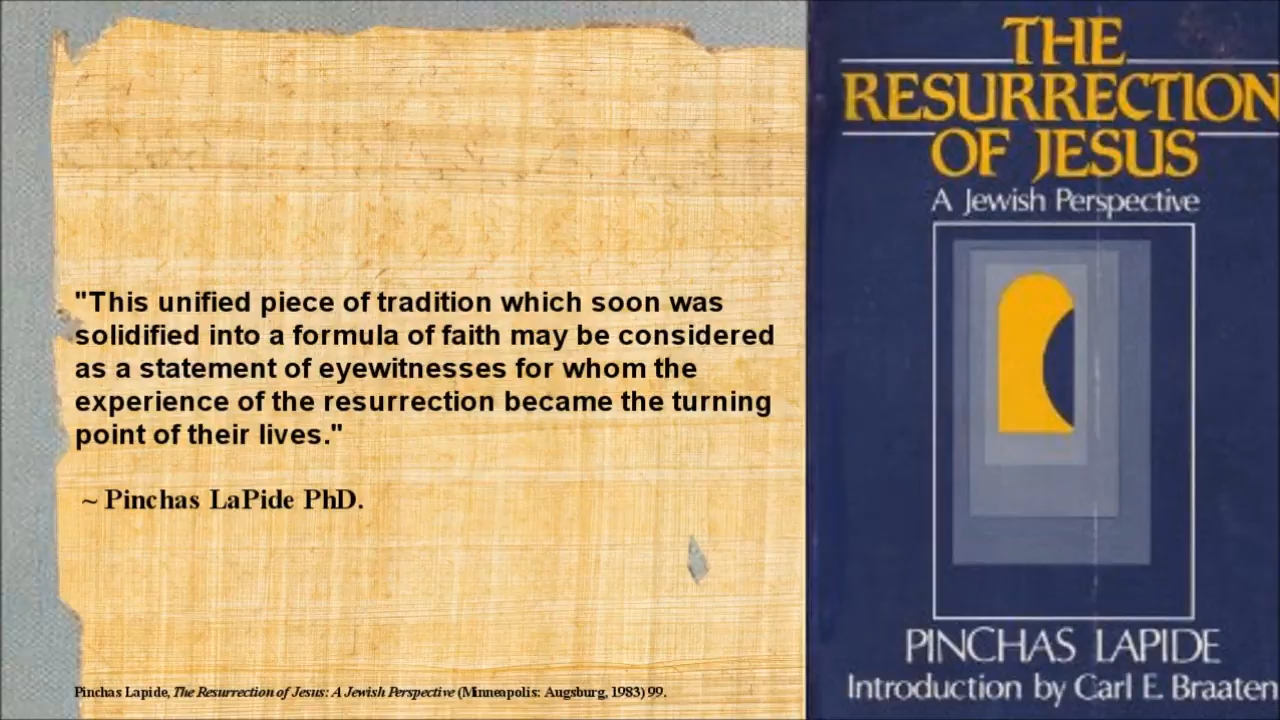 "This unified piece of tradition which soon was
solidified into a formula of faith may be considered
as a statement of eyewitnesses for whom the
experience of the resurrection became the turning
point of their lives."
~ Pinchas LaPide PhD.
Pinchas Lapide, The Resurrection of Jesus: A Jewish Perspective (Minneapolis: Augsburg, 1983) 99.
THE
RESURRECTION
OF JESUS
A Jewish Perspective
PINCHAS LAPIDE
Introduction by Carl E. Braaten